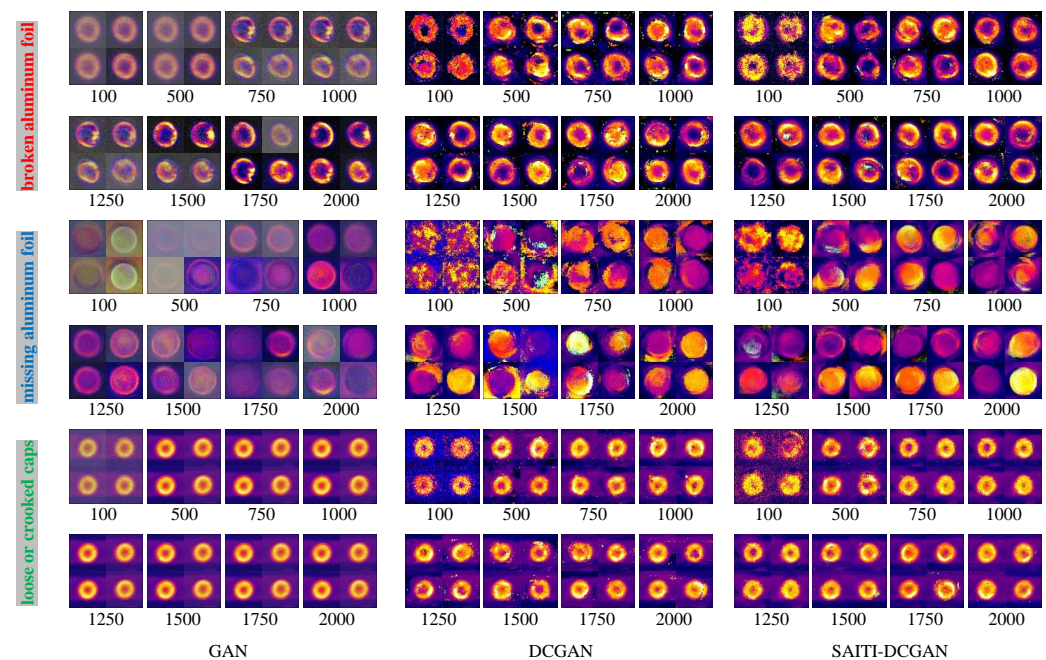 broken aluminum foil
100 500 750 1000 100 500 750 1000 100 500 750 1000
1250 1500 1750 2000 1250 1500 1750 2000 1250 1500 1750 2000
missing aluminum foil
100 500 750 1000 100 500 750 1000 100 500 750 1000
1250 1500 1750 2000 1250 1500 1750 2000 1250 1500 1750 2000
loose or crooked caps
100 500 750 1000 100 500 750 1000 100 500 750 1000
1250 1500 1750 2000 1250 1500 1750 2000 1250 1500 1750 2000
GAN DCGAN SAITI-DCGAN